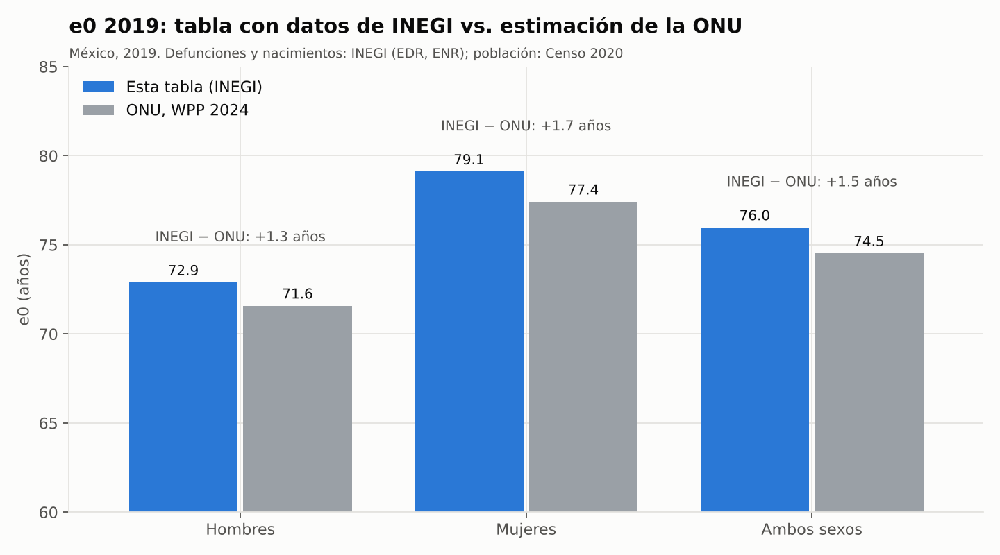 e0 2019: tabla con datos de INEGI vs. estimación de la ONU
México, 2019. Defunciones y nacimientos: INEGI (EDR, ENR); población: Censo 2020
Esta tabla (INEGI)
ONU, WPP 2024
e0 (años)
85
80
75
70
65
60
INEGI − ONU: +1.3 años
72.9
71.6
INEGI − ONU: +1.7 años
79.1
77.4
INEGI − ONU: +1.5 años
76.0
74.5
Hombres
Mujeres
Ambos sexos